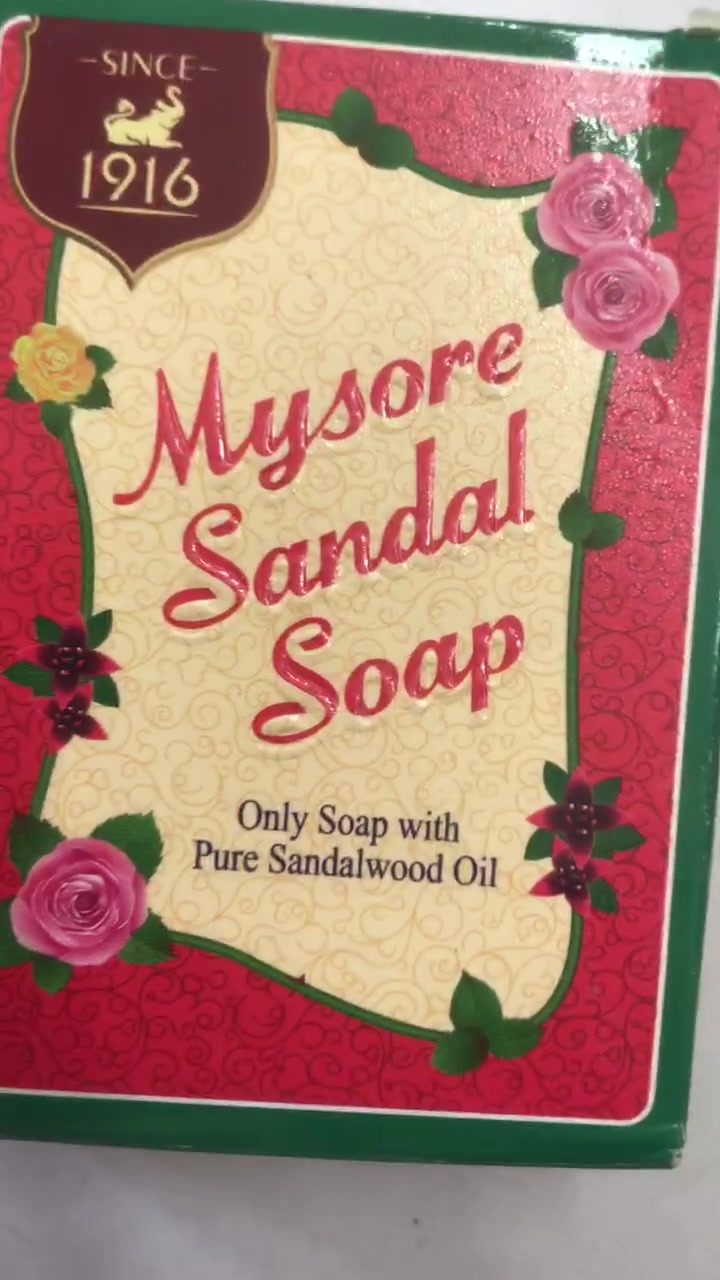 -SINCE-
1916
Mysore
Sandal
Soap
Only Soap with
Pure Sandalwood Oil